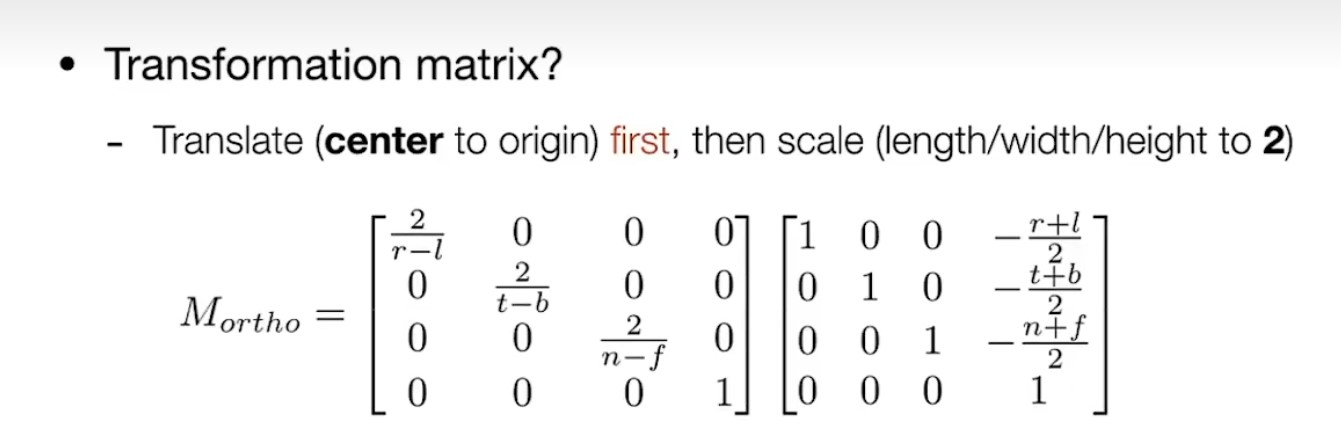 • Transformation matrix?
- Translate (center to origin) first, then scale (length/width/height to 2)
$M_{ortho} = \begin{bmatrix} \frac{2}{r-l} & 0 & 0 & 0 \\ 0 & \frac{2}{t-b} & 0 & 0 \\ 0 & 0 & \frac{2}{n-f} & 0 \\ 0 & 0 & 0 & 1 \end{bmatrix} \begin{bmatrix} 1 & 0 & 0 & -\frac{r+l}{2} \\ 0 & 1 & 0 & -\frac{t+b}{2} \\ 0 & 0 & 1 & -\frac{n+f}{2} \\ 0 & 0 & 0 & 1 \end{bmatrix}$